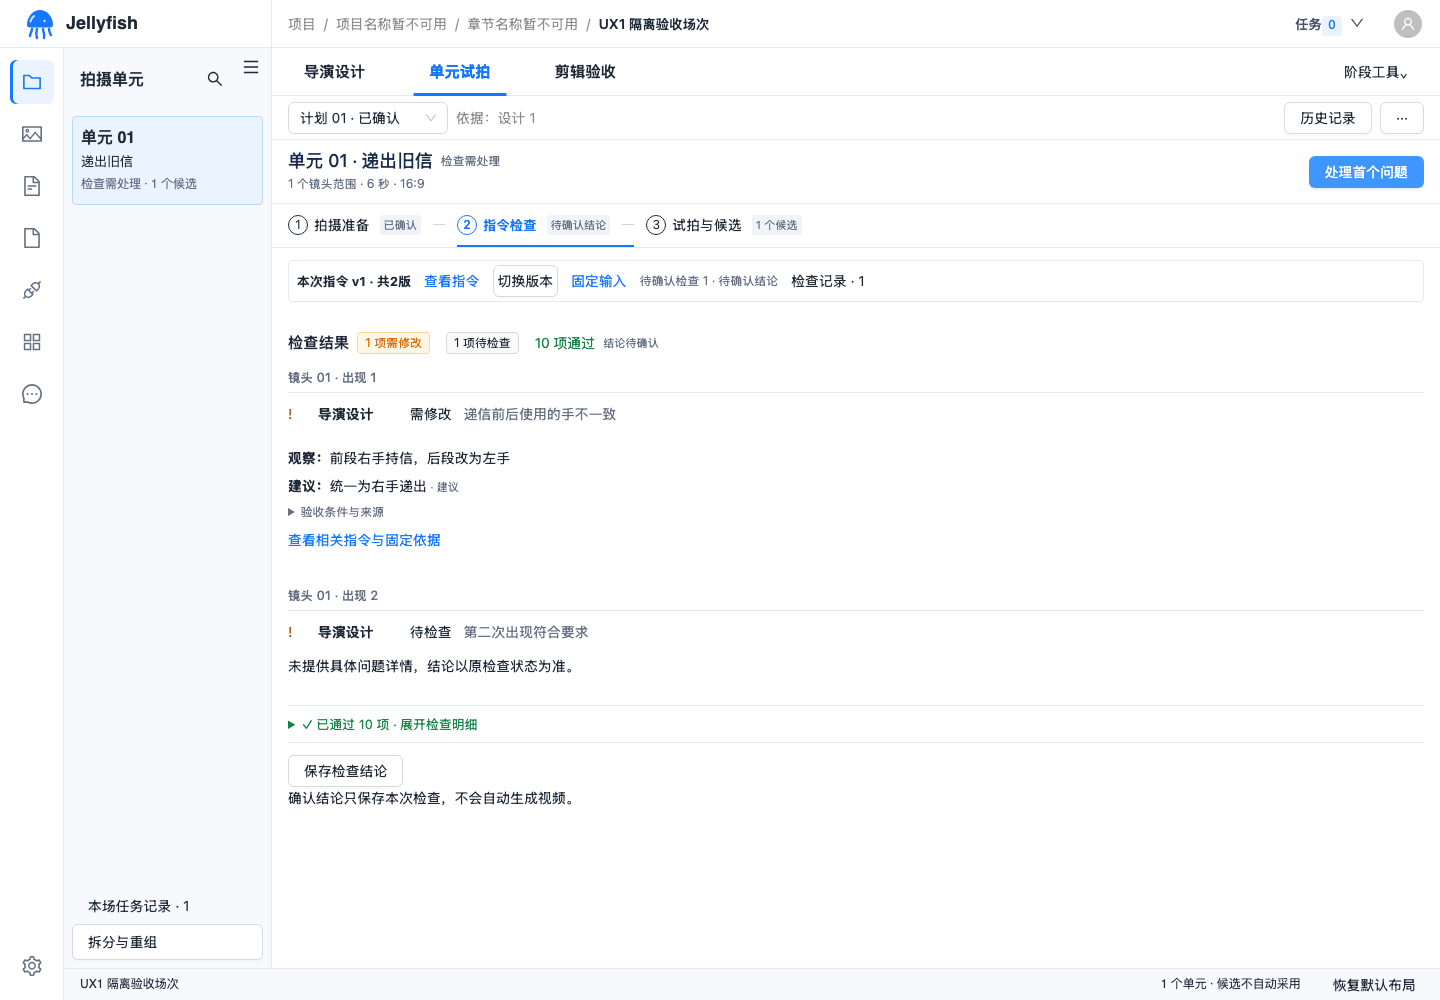 Jellyfish
项目 / 项目名称暂不可用 / 章节名称暂不可用 / UX1 隔离验收场次
任务 0
拍摄单元
导演设计 单元试拍 剪辑验收
阶段工具
计划 01 · 已确认 依据：设计 1
历史记录 ···
单元 01
递出旧信
检查需处理 · 1 个候选
单元 01 · 递出旧信 检查需处理
1 个镜头范围 · 6 秒 · 16:9
处理首个问题
1 拍摄准备 已确认 — 2 指令检查 待确认结论 — 3 试拍与候选 1 个候选
本次指令 v1 · 共2版 查看指令 切换版本 固定输入 待确认检查 1 · 待确认结论 检查记录 · 1
检查结果 1 项需修改 1 项待检查 10 项通过 结论待确认
镜头 01 · 出现 1
! 导演设计 需修改 递信前后使用的手不一致
观察：前段右手持信，后段改为左手
建议：统一为右手递出 · 建议
▶ 验收条件与来源
查看相关指令与固定依据
镜头 01 · 出现 2
! 导演设计 待检查 第二次出现符合要求
未提供具体问题详情，结论以原检查状态为准。
▶ ✓ 已通过 10 项 · 展开检查明细
保存检查结论
确认结论只保存本次检查，不会自动生成视频。
本场任务记录 · 1
拆分与重组
UX1 隔离验收场次
1 个单元 · 候选不自动采用 恢复默认布局